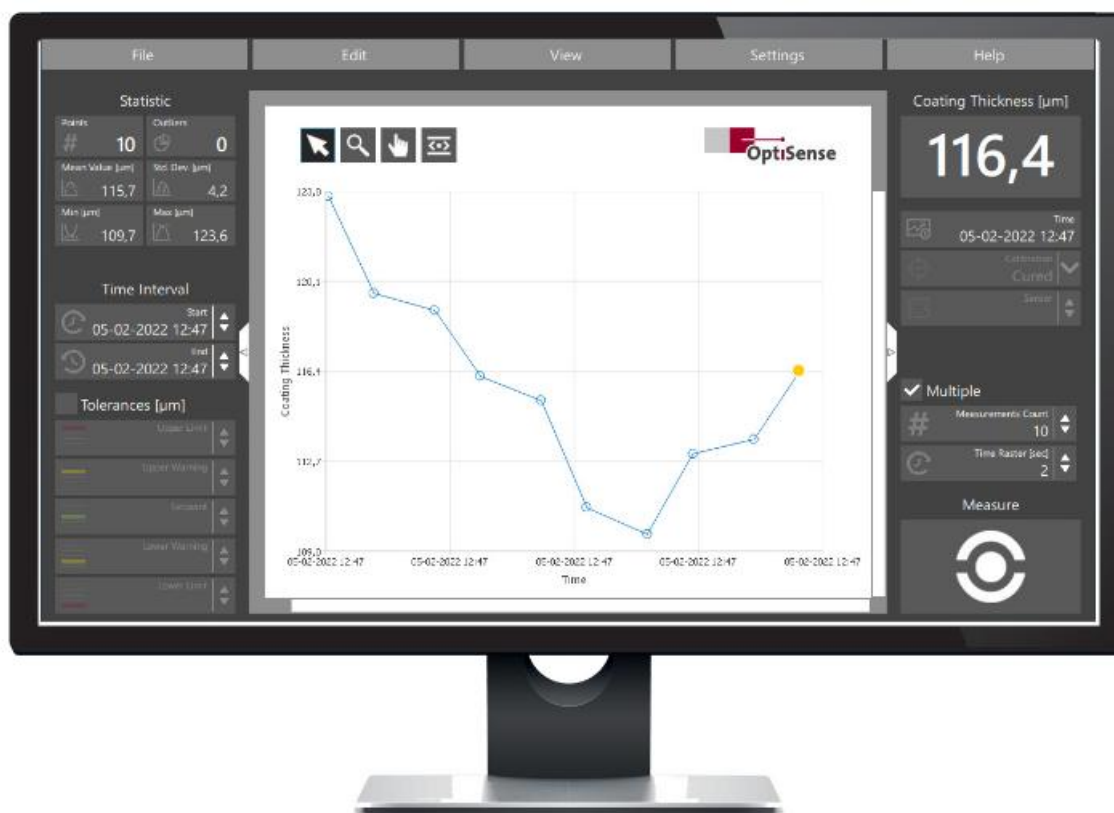 File Edit View Settings Help
Statistic
Points
# 10
Outliers
0
Mean Value [µm]
115,7
Std. Dev. [µm]
4,2
Min [µm]
109,7
Max [µm]
123,6
Time Interval
Start
05-02-2022 12:47
End
05-02-2022 12:47
Tolerances [µm]
Upper Limit
Upper Warning
Setpoint
Lower Warning
Lower Limit
OptiSense
120,1
116,4
112,7
109,0
Coating Thickness
05-02-2022 12:47 05-02-2022 12:47 05-02-2022 12:47 05-02-2022 12:47 05-02-2022 12:47
Time
Coating Thickness [µm]
116,4
Time
05-02-2022 12:47
Calibration
Cured
Sensor
Multiple
Measurements Count
# 10
Time Raster [sec]
2
Measure